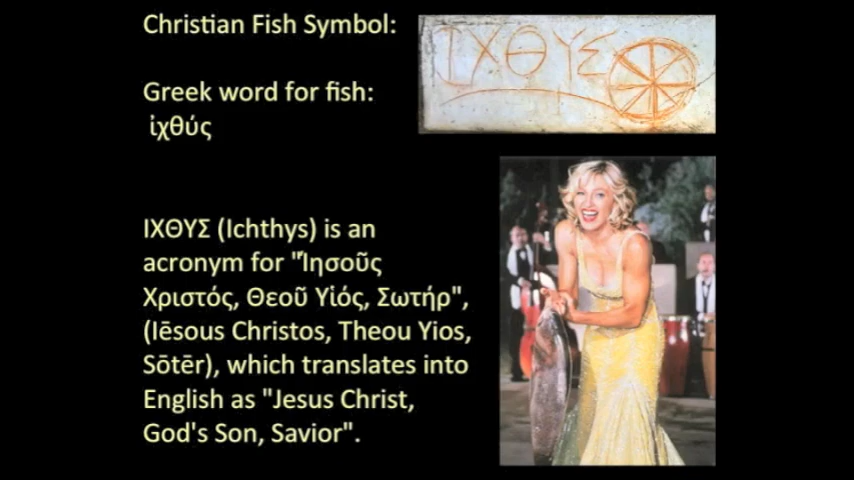 Christian Fish Symbol:
ΙΧΘΥΣ
Greek word for fish:
ἰχθύς
ΙΧΘΥΣ (Ichthys) is an
acronym for "Ἰησοῦς
Χριστός, Θεοῦ Υἱός, Σωτήρ",
(Iēsous Christos, Theou Yios,
Sōtēr), which translates into
English as "Jesus Christ,
God's Son, Savior".